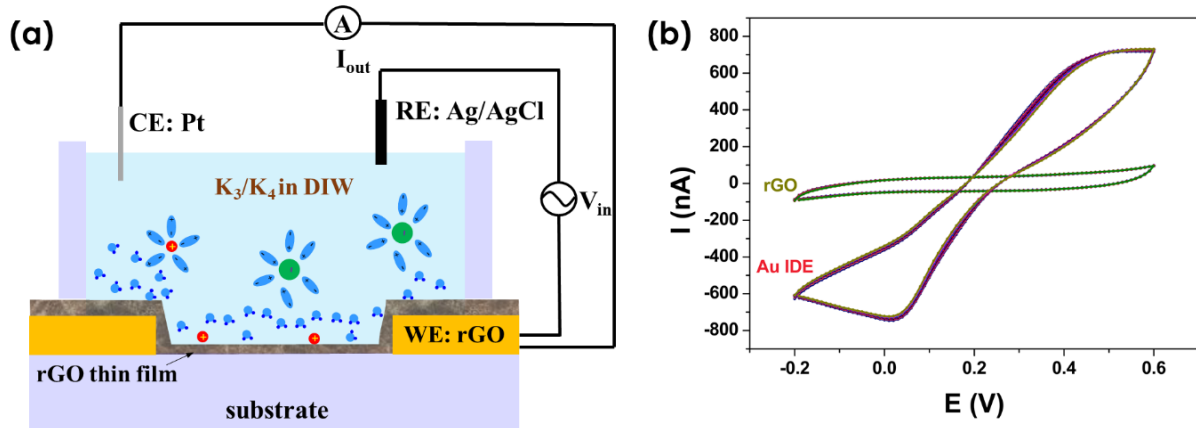 (a)
A
I_out
CE: Pt
RE: Ag/AgCl
K₃/K₄ in DIW
V_in
+
WE: rGO
+
+
rGO thin film
substrate
(b)
I (nA)
800
600
400
200
0
-200
-400
-600
-800
rGO
Au IDE
-0.2
0.0
0.2
0.4
0.6
E (V)